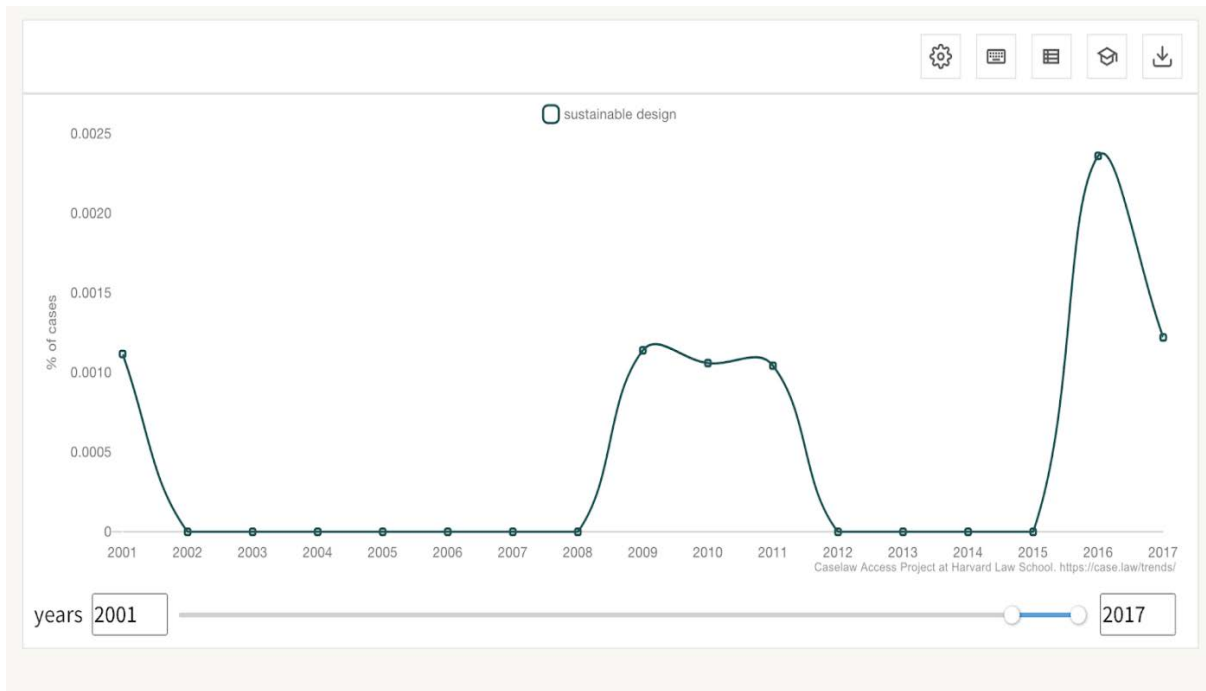 sustainable design
0.0025
0.0020
0.0015
0.0010
0.0005
0
% of cases
2001 2002 2003 2004 2005 2006 2007 2008 2009 2010 2011 2012 2013 2014 2015 2016 2017
Caselaw Access Project at Harvard Law School. https://case.law/trends/
years 2001 2017